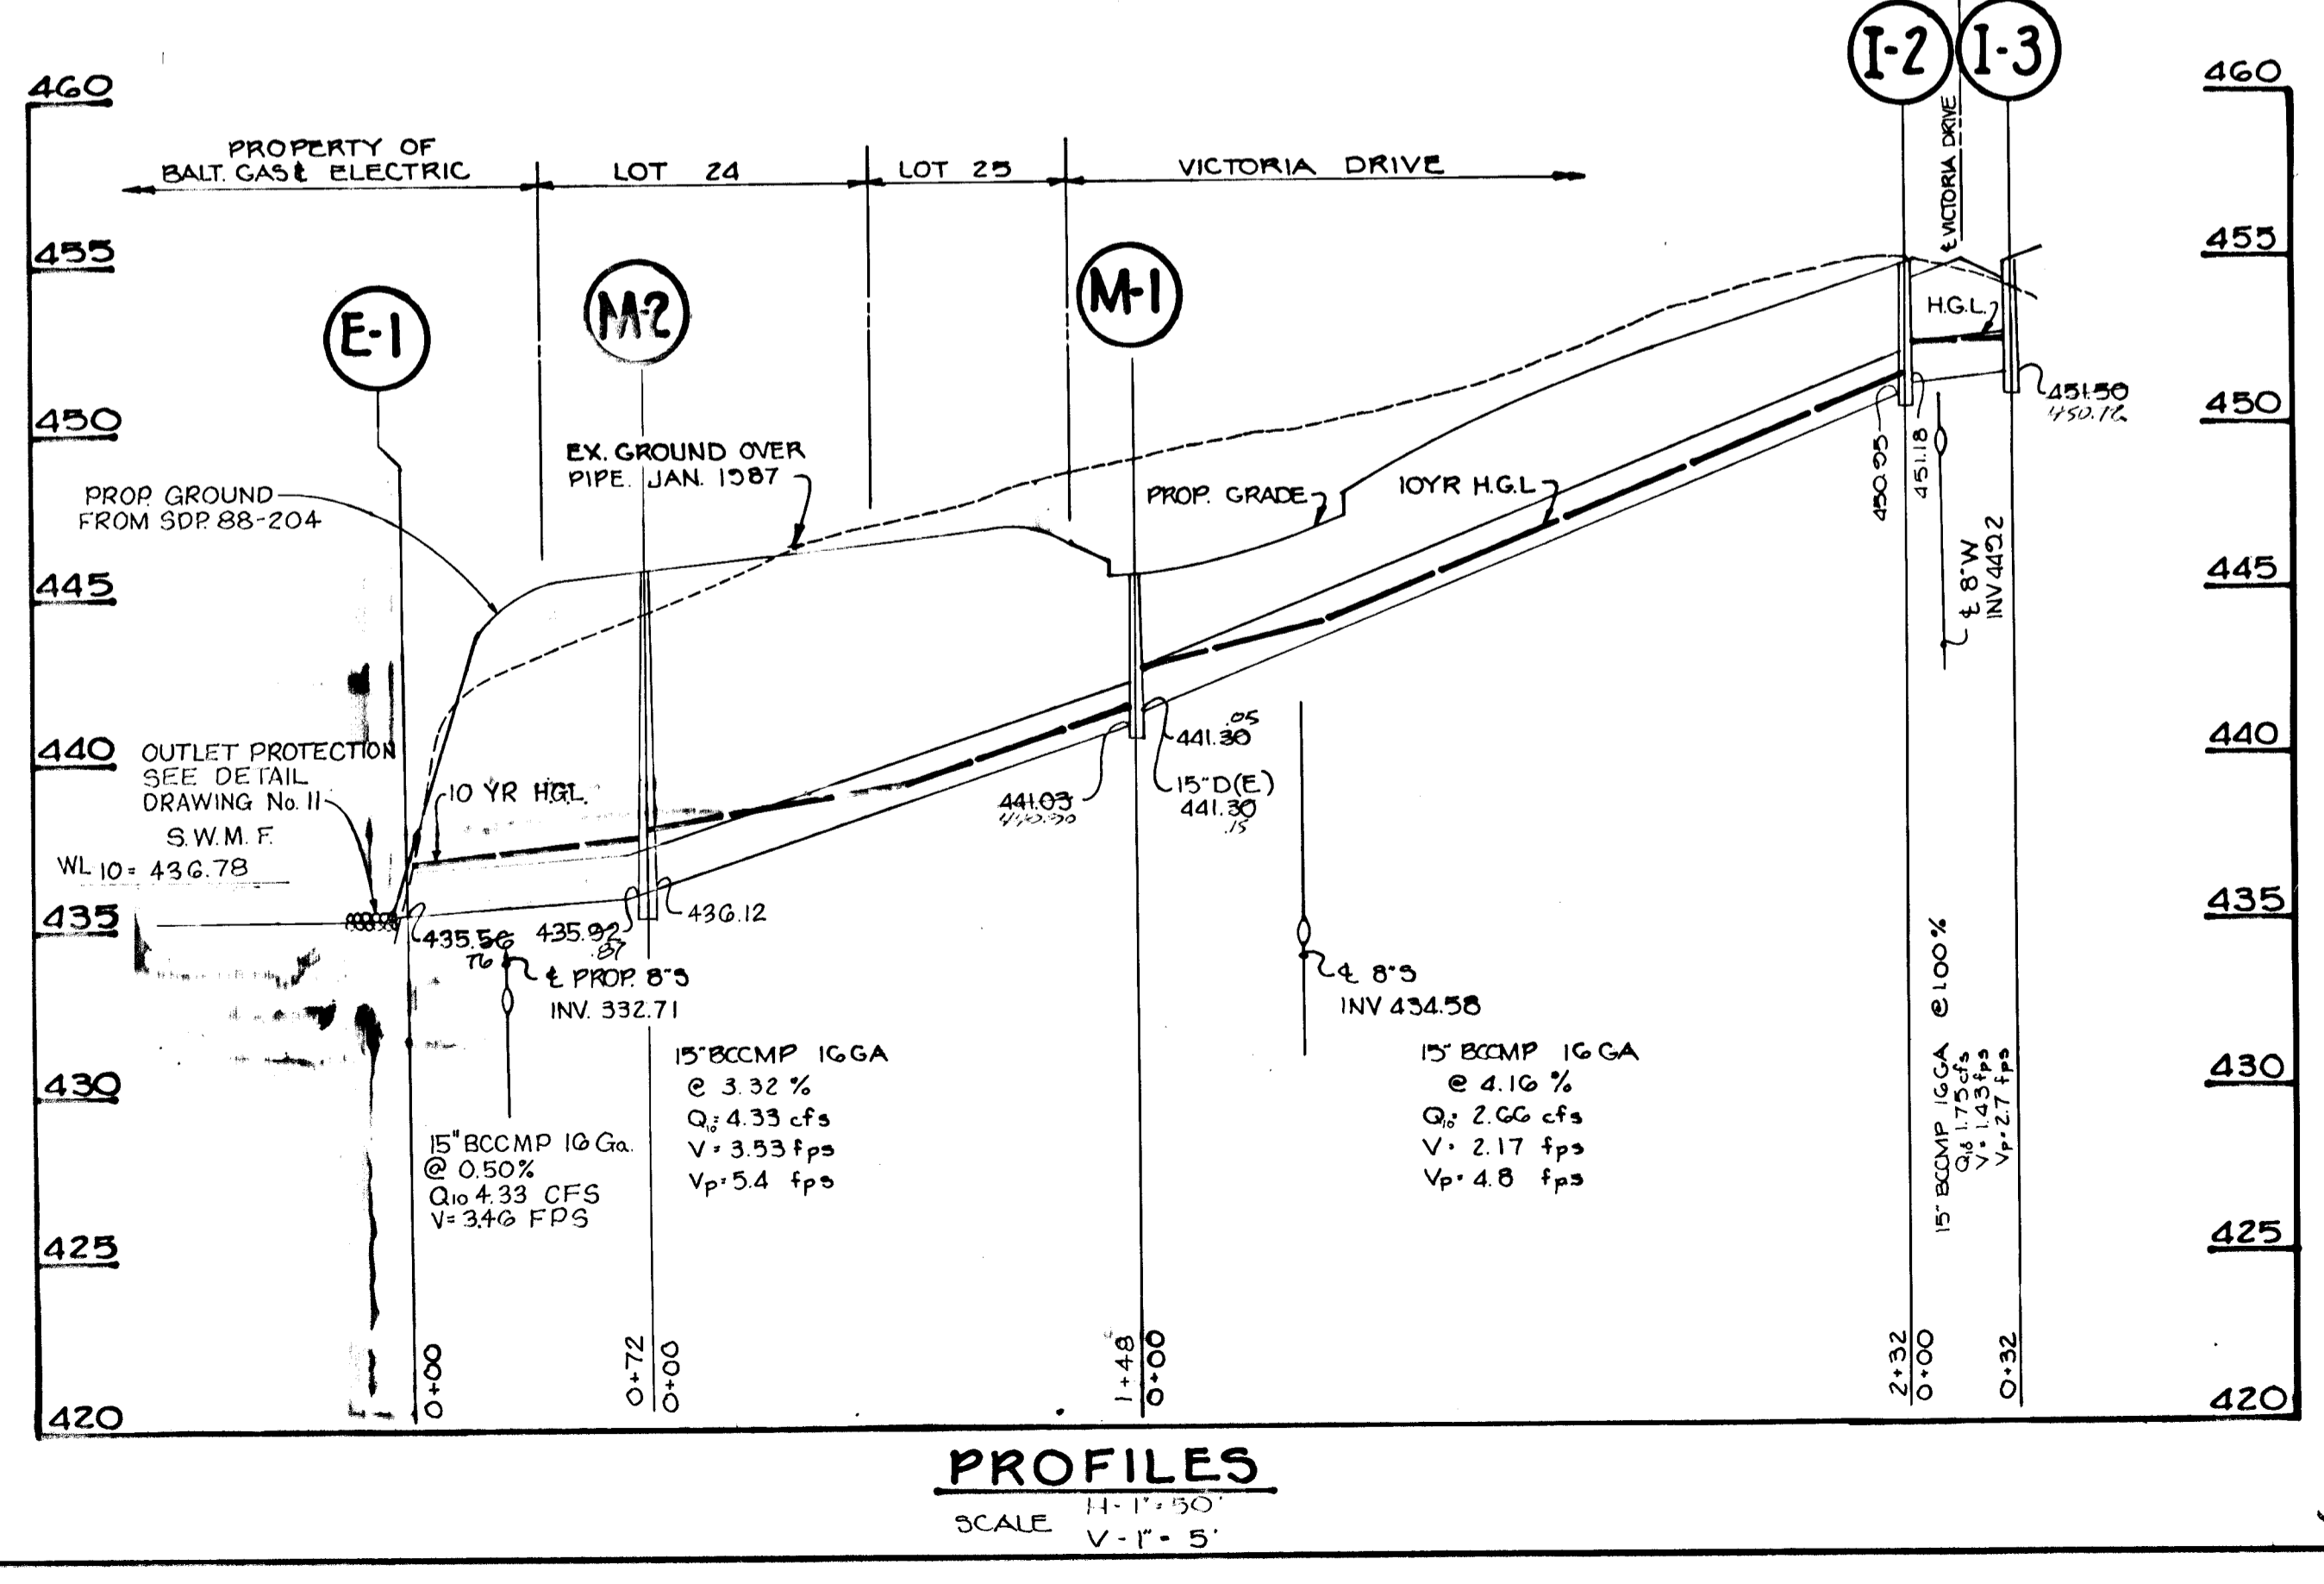 I-2
I-3
460
460
PROPERTY OF
BALT. GAS & ELECTRIC
LOT 24
LOT 25
VICTORIA DRIVE
℄ VICTORIA DRIVE
455
455
E-1
M-2
M-1
H.G.L.
450
450
451.50
450.95
451.18
EX. GROUND OVER
PIPE. JAN. 1987
PROP. GROUND
FROM SDP. 88-204
PROP. GRADE
10YR H.G.L
℄ 8"W
INV 4422
445
445
440
440
OUTLET PROTECTION
SEE DETAIL
DRAWING No. 11
S.W.M.F.
WL 10 = 436.78
10 YR H.G.L.
.05
441.30
15" D(E)
441.30
.15
441.03
435
435
435.56
76
435.92
.87
436.12
℄ PROP. 8"S
INV. 332.71
℄ 8"S
INV 434.58
430
430
15" BCCMP 16 Ga.
@ 0.50%
Q10 4.33 CFS
V= 3.46 FPS
15" BCCMP 16 GA
@ 3.32 %
Q10= 4.33 cfs
V= 3.53 fps
Vp= 5.4 fps
15" BCCMP 16 GA
@ 4.16 %
Q10= 2.66 cfs
V= 2.17 fps
Vp= 4.8 fps
15" BCCMP 16GA @ 1.00%
Q10= 1.75cfs
V= 1.43fps
Vp= 2.7 fps
425
425
0+00
0+72
0+00
1+48
0+00
2+32
0+00
0+32
420
420
PROFILES
SCALE H-1"=50'
V-1"= 5'